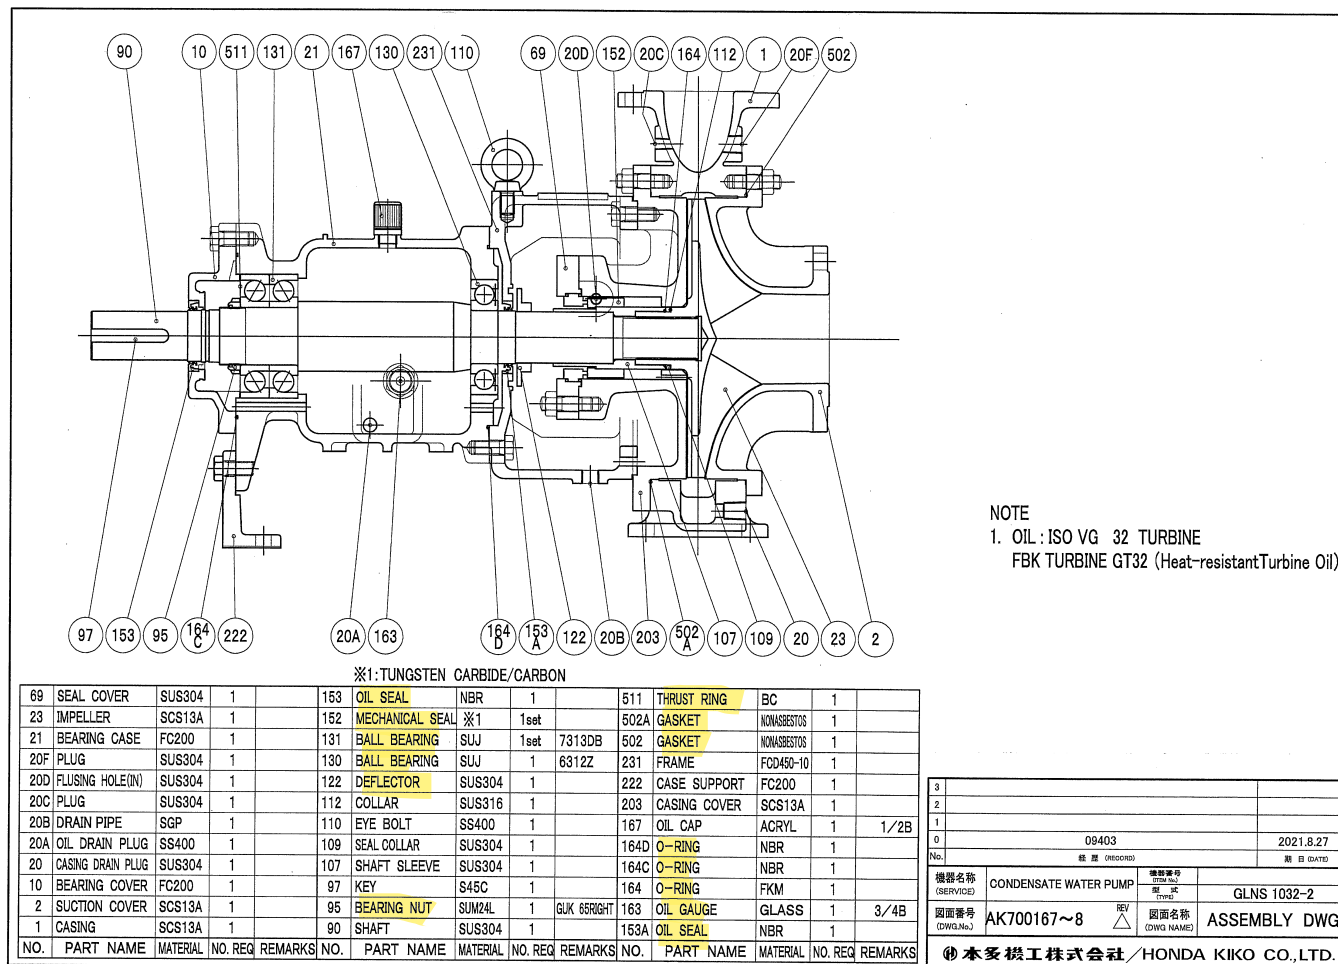 90 10 511 131 21 167 130 231 110 69 20D 152 20C 164 112 1 20F 502
97 153 95 164C 222 20A 163 164D 153A 122 20B 203 502A 107 109 20 23 2
NOTE
1. OIL : ISO VG 32 TURBINE
FBK TURBINE GT32 (Heat-resistant Turbine Oil)
※1:TUNGSTEN CARBIDE/CARBON
69 SEAL COVER SUS304 1 153 OIL SEAL NBR 1 511 THRUST RING BC 1
23 IMPELLER SCS13A 1 152 MECHANICAL SEAL ※1 1set 502A GASKET NONASBESTOS 1
21 BEARING CASE FC200 1 131 BALL BEARING SUJ 1set 7313DB 502 GASKET NONASBESTOS 1
20F PLUG SUS304 1 130 BALL BEARING SUJ 1 6312Z 231 FRAME FCD450-10 1
20D FLUSING HOLE(IN) SUS304 1 122 DEFLECTOR SUS304 1 222 CASE SUPPORT FC200 1
20C PLUG SUS304 1 112 COLLAR SUS316 1 203 CASING COVER SCS13A 1
20B DRAIN PIPE SGP 1 110 EYE BOLT SS400 1 167 OIL CAP ACRYL 1 1/2B
20A OIL DRAIN PLUG SS400 1 109 SEAL COLLAR SUS304 1 164D O-RING NBR 1
20 CASING DRAIN PLUG SUS304 1 107 SHAFT SLEEVE SUS304 1 164C O-RING NBR 1
10 BEARING COVER FC200 1 97 KEY S45C 1 164 O-RING FKM 1
2 SUCTION COVER SCS13A 1 95 BEARING NUT SUM24L 1 GUK 65RIGHT 163 OIL GAUGE GLASS 1 3/4B
1 CASING SCS13A 1 90 SHAFT SUS304 1 153A OIL SEAL NBR 1
NO. PART NAME MATERIAL NO. REQ REMARKS NO. PART NAME MATERIAL NO. REQ REMARKS NO. PART NAME MATERIAL NO. REQ REMARKS
3
2
1
0 09403 2021.8.27
No. 経歴 (RECORD) 期日 (DATE)
機器名称 (SERVICE) CONDENSATE WATER PUMP 機器番号 (ITEM No.)
型式 (TYPE) GLNS 1032-2
図面番号 (DWG.No.) AK700167～8 REV 図面名称 (DWG NAME) ASSEMBLY DWG
本多機工株式会社/HONDA KIKO CO.,LTD.